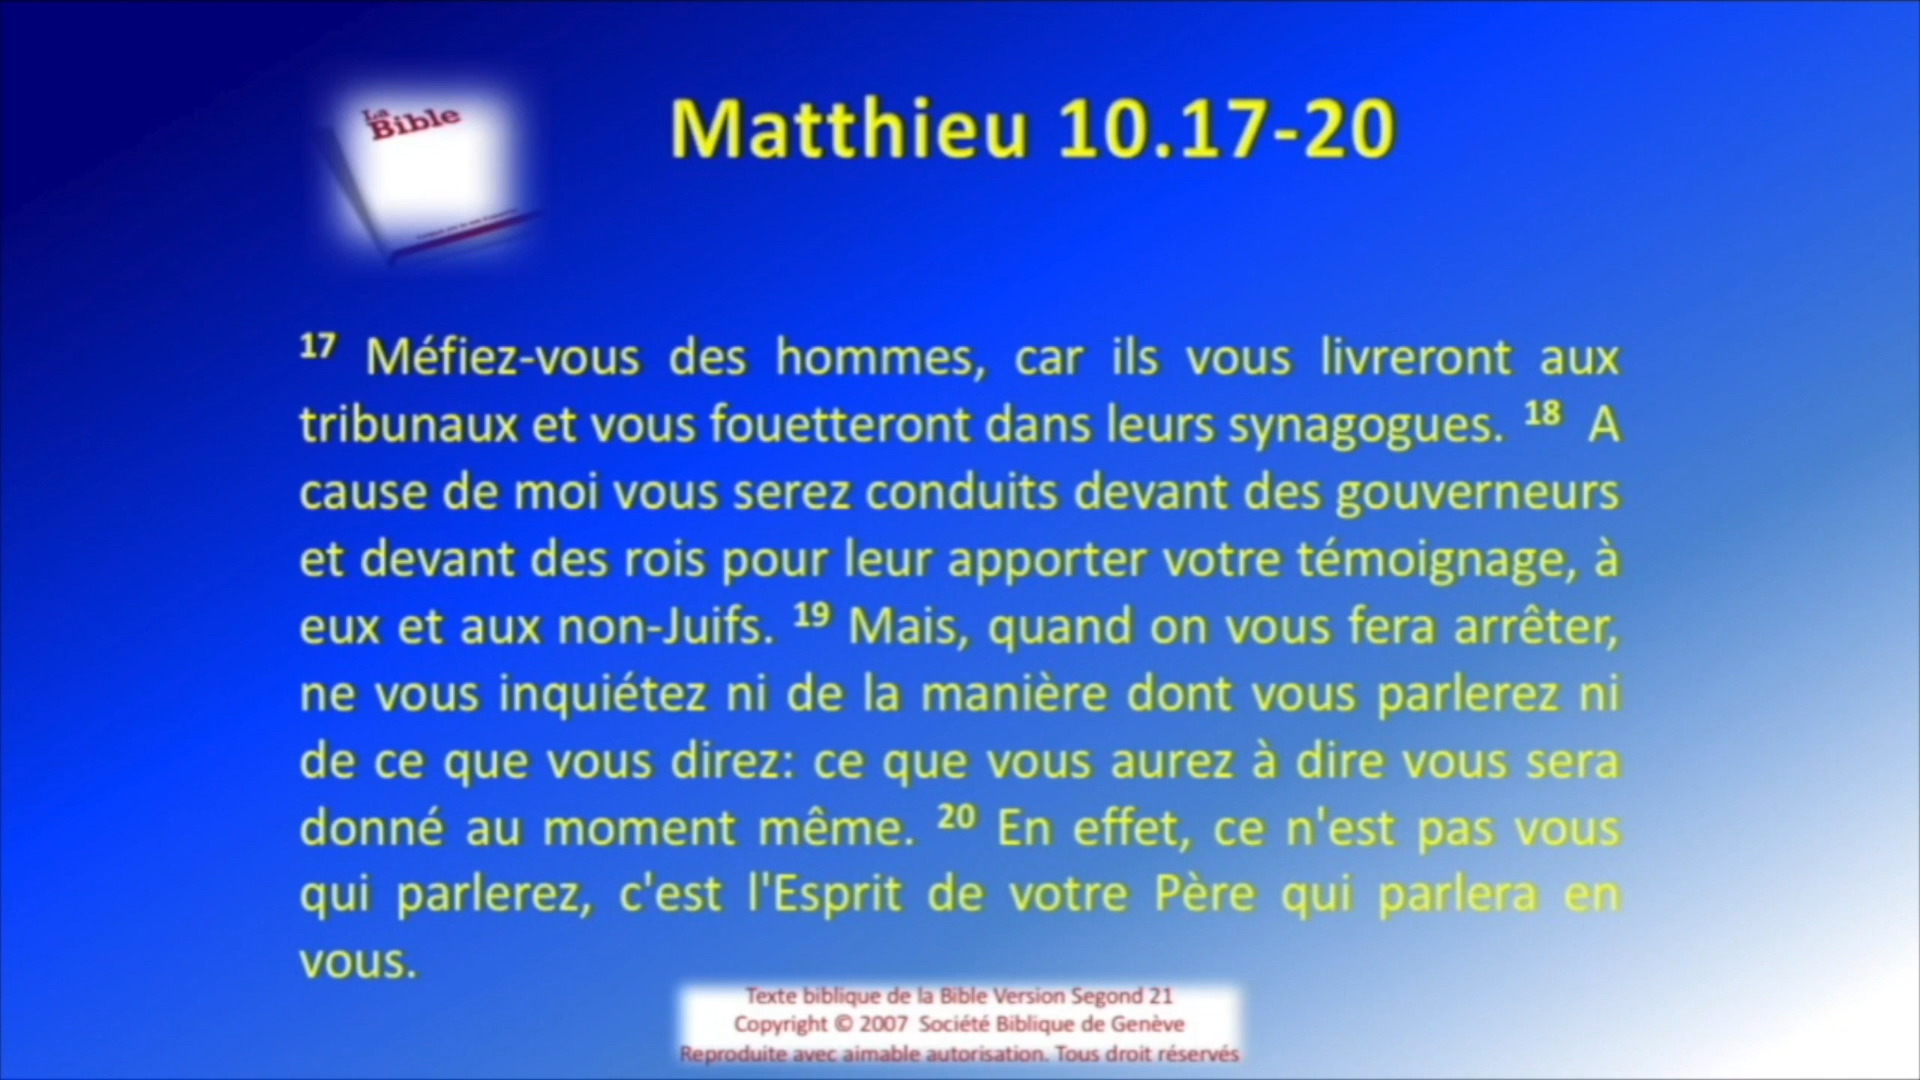 La
Bible
Matthieu 10.17-20
17 Méfiez-vous des hommes, car ils vous livreront aux
tribunaux et vous fouetteront dans leurs synagogues. 18 A
cause de moi vous serez conduits devant des gouverneurs
et devant des rois pour leur apporter votre témoignage, à
eux et aux non-Juifs. 19 Mais, quand on vous fera arrêter,
ne vous inquiétez ni de la manière dont vous parlerez ni
de ce que vous direz: ce que vous aurez à dire vous sera
donné au moment même. 20 En effet, ce n'est pas vous
qui parlerez, c'est l'Esprit de votre Père qui parlera en
vous.
Texte biblique de la Bible Version Segond 21
Copyright © 2007 Société Biblique de Genève
Reproduite avec aimable autorisation. Tous droit réservés